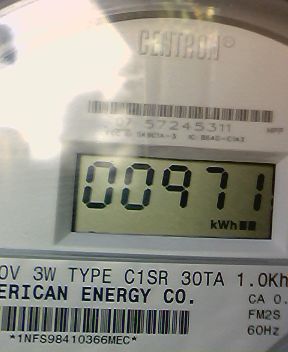 CENTRON®
07 57245311
00971
kWh
0V 3W TYPE C1SR 30TA 1.0Kh
ERICAN ENERGY CO.
CA 0.
FM2S
60Hz
*1NFS98410366MEC*